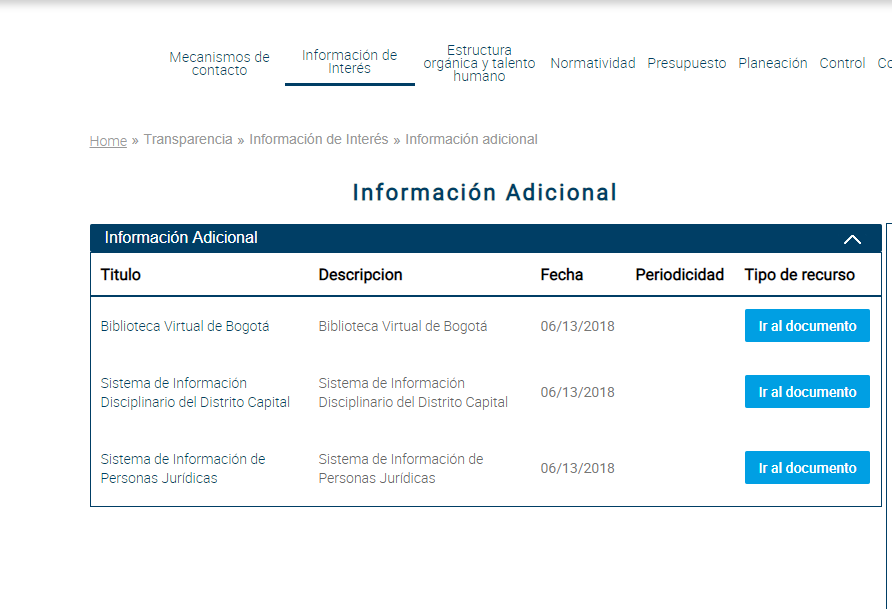 Mecanismos de
contacto
Información de
Interés
Estructura
orgánica y talento
humano
Normatividad
Presupuesto
Planeación
Control
Home » Transparencia » Información de Interés » Información adicional
Información Adicional
Información Adicional
Titulo Descripcion Fecha Periodicidad Tipo de recurso
Biblioteca Virtual de Bogotá Biblioteca Virtual de Bogotá 06/13/2018 Ir al documento
Sistema de Información
Disciplinario del Distrito Capital
Sistema de Información
Disciplinario del Distrito Capital
06/13/2018
Ir al documento
Sistema de Información de
Personas Jurídicas
Sistema de Información de
Personas Jurídicas
06/13/2018
Ir al documento